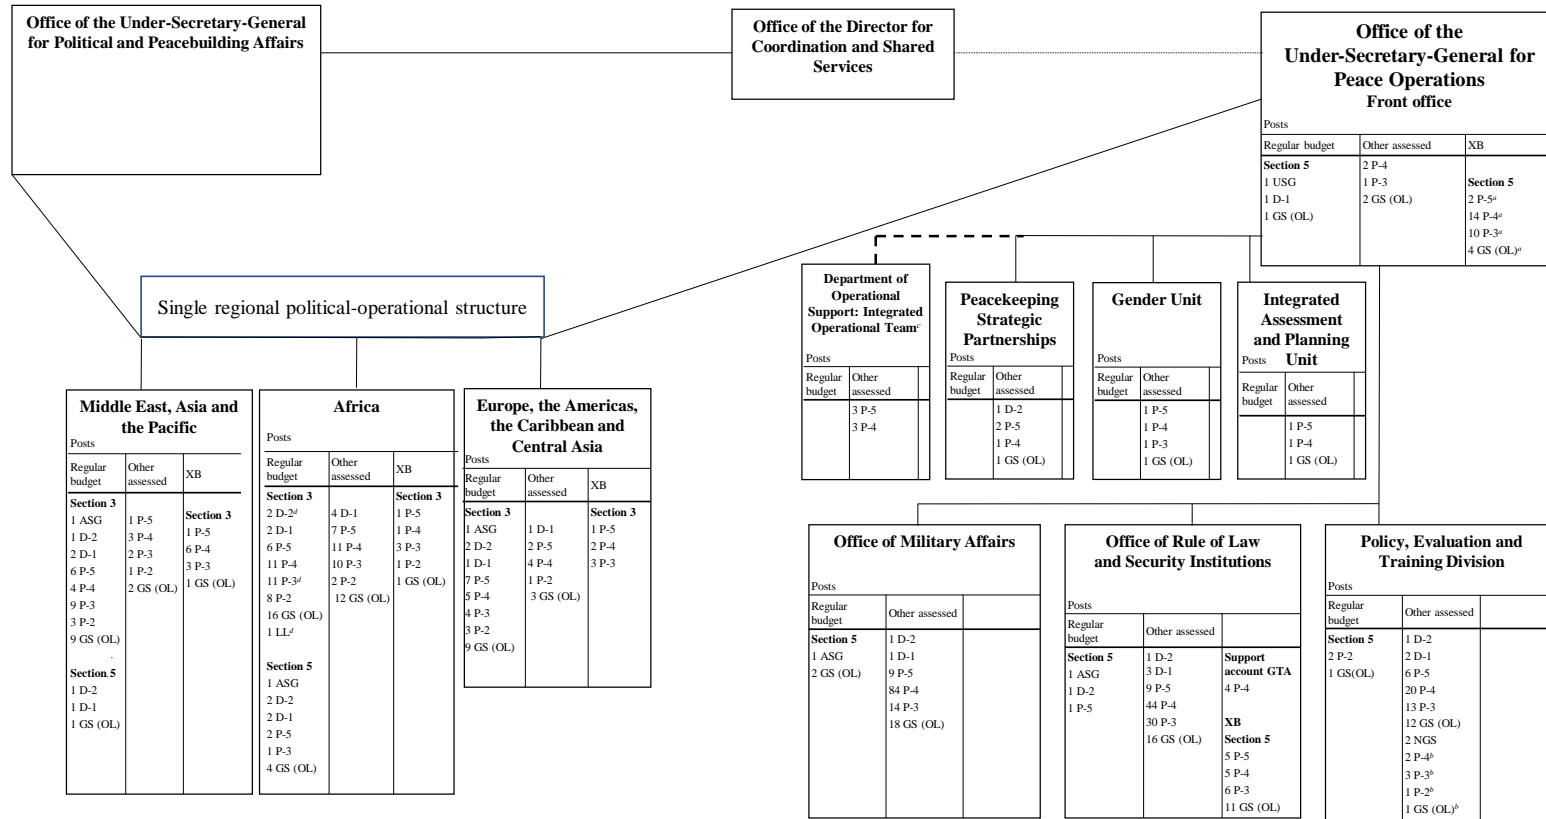 Office of the Under-Secretary-General
for Political and Peacebuilding Affairs
Office of the Director for
Coordination and Shared
Services
Office of the
Under-Secretary-General for
Peace Operations
Front office
Posts
Regular budget
Other assessed
XB
Section 5
1 USG
1 D-1
1 GS (OL)
2 P-4
1 P-3
2 GS (OL)
Section 5
2 P-5a
14 P-4a
10 P-3a
4 GS (OL)a
Single regional political-operational structure
Department of
Operational
Support: Integrated
Operational Teamc
Posts
Regular
budget
Other
assessed
3 P-5
3 P-4
Peacekeeping
Strategic
Partnerships
Posts
Regular
budget
Other
assessed
1 D-2
2 P-5
1 P-4
1 GS (OL)
Gender Unit
Posts
Regular
budget
Other
assessed
1 P-5
1 P-4
1 P-3
1 GS (OL)
Integrated
Assessment
and Planning
Unit
Posts
Regular
budget
Other
assessed
1 P-5
1 P-4
1 GS (OL)
Middle East, Asia and
the Pacific
Posts
Regular
budget
Other
assessed
XB
Section 3
1 ASG
1 D-2
2 D-1
6 P-5
4 P-4
9 P-3
3 P-2
9 GS (OL)
.
Section.5
1 D-2
1 D-1
1 GS (OL)
1 P-5
3 P-4
2 P-3
1 P-2
2 GS (OL)
Section 3
1 P-5
6 P-4
3 P-3
1 GS (OL)
Africa
Posts
Regular
budget
Other
assessed
XB
Section 3
2 D-2d
2 D-1
6 P-5
11 P-4
11 P-3d
8 P-2
16 GS (OL)
1 LLd
Section 5
1 ASG
2 D-2
2 D-1
2 P-5
1 P-3
4 GS (OL)
4 D-1
7 P-5
11 P-4
10 P-3
2 P-2
12 GS (OL)
Section 3
1 P-5
1 P-4
3 P-3
1 P-2
1 GS (OL)
Europe, the Americas,
the Caribbean and
Central Asia
Posts
Regular
budget
Other
assessed
XB
Section 3
1 ASG
2 D-2
1 D-1
7 P-5
5 P-4
4 P-3
3 P-2
9 GS (OL)
1 D-1
2 P-5
4 P-4
1 P-2
3 GS (OL)
Section 3
1 P-5
2 P-4
3 P-3
Office of Military Affairs
Posts
Regular
budget
Other assessed
Section 5
1 ASG
2 GS (OL)
1 D-2
1 D-1
9 P-5
84 P-4
14 P-3
18 GS (OL)
Office of Rule of Law
and Security Institutions
Posts
Regular
budget
Other assessed
Section 5
1 ASG
1 D-2
1 P-5
1 D-2
3 D-1
9 P-5
44 P-4
30 P-3
16 GS (OL)
Support
account GTA
4 P-4
XB
Section 5
5 P-5
5 P-4
6 P-3
11 GS (OL)
Policy, Evaluation and
Training Division
Posts
Regular
budget
Other assessed
Section 5
2 P-2
1 GS(OL)
1 D-2
2 D-1
6 P-5
20 P-4
13 P-3
12 GS (OL)
2 NGS
2 P-4b
3 P-3b
1 P-2b
1 GS (OL)b